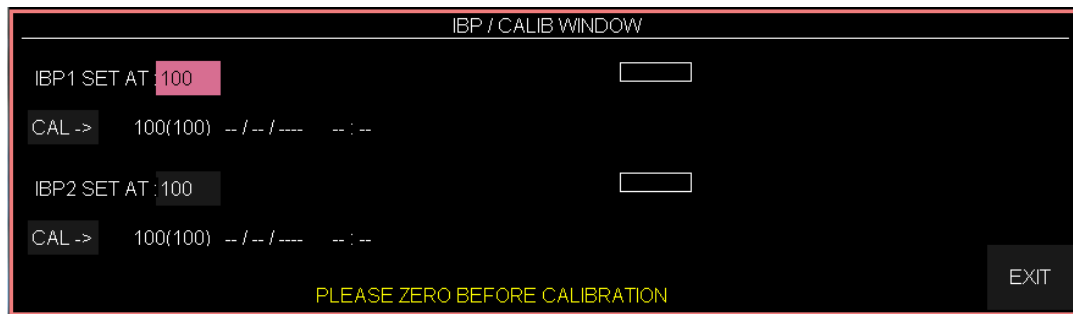 IBP / CALIB WINDOW
IBP1 SET AT :100
CAL -> 100(100) -- / -- / ---- -- : --
IBP2 SET AT :100
CAL -> 100(100) -- / -- / ---- -- : --
EXIT
PLEASE ZERO BEFORE CALIBRATION